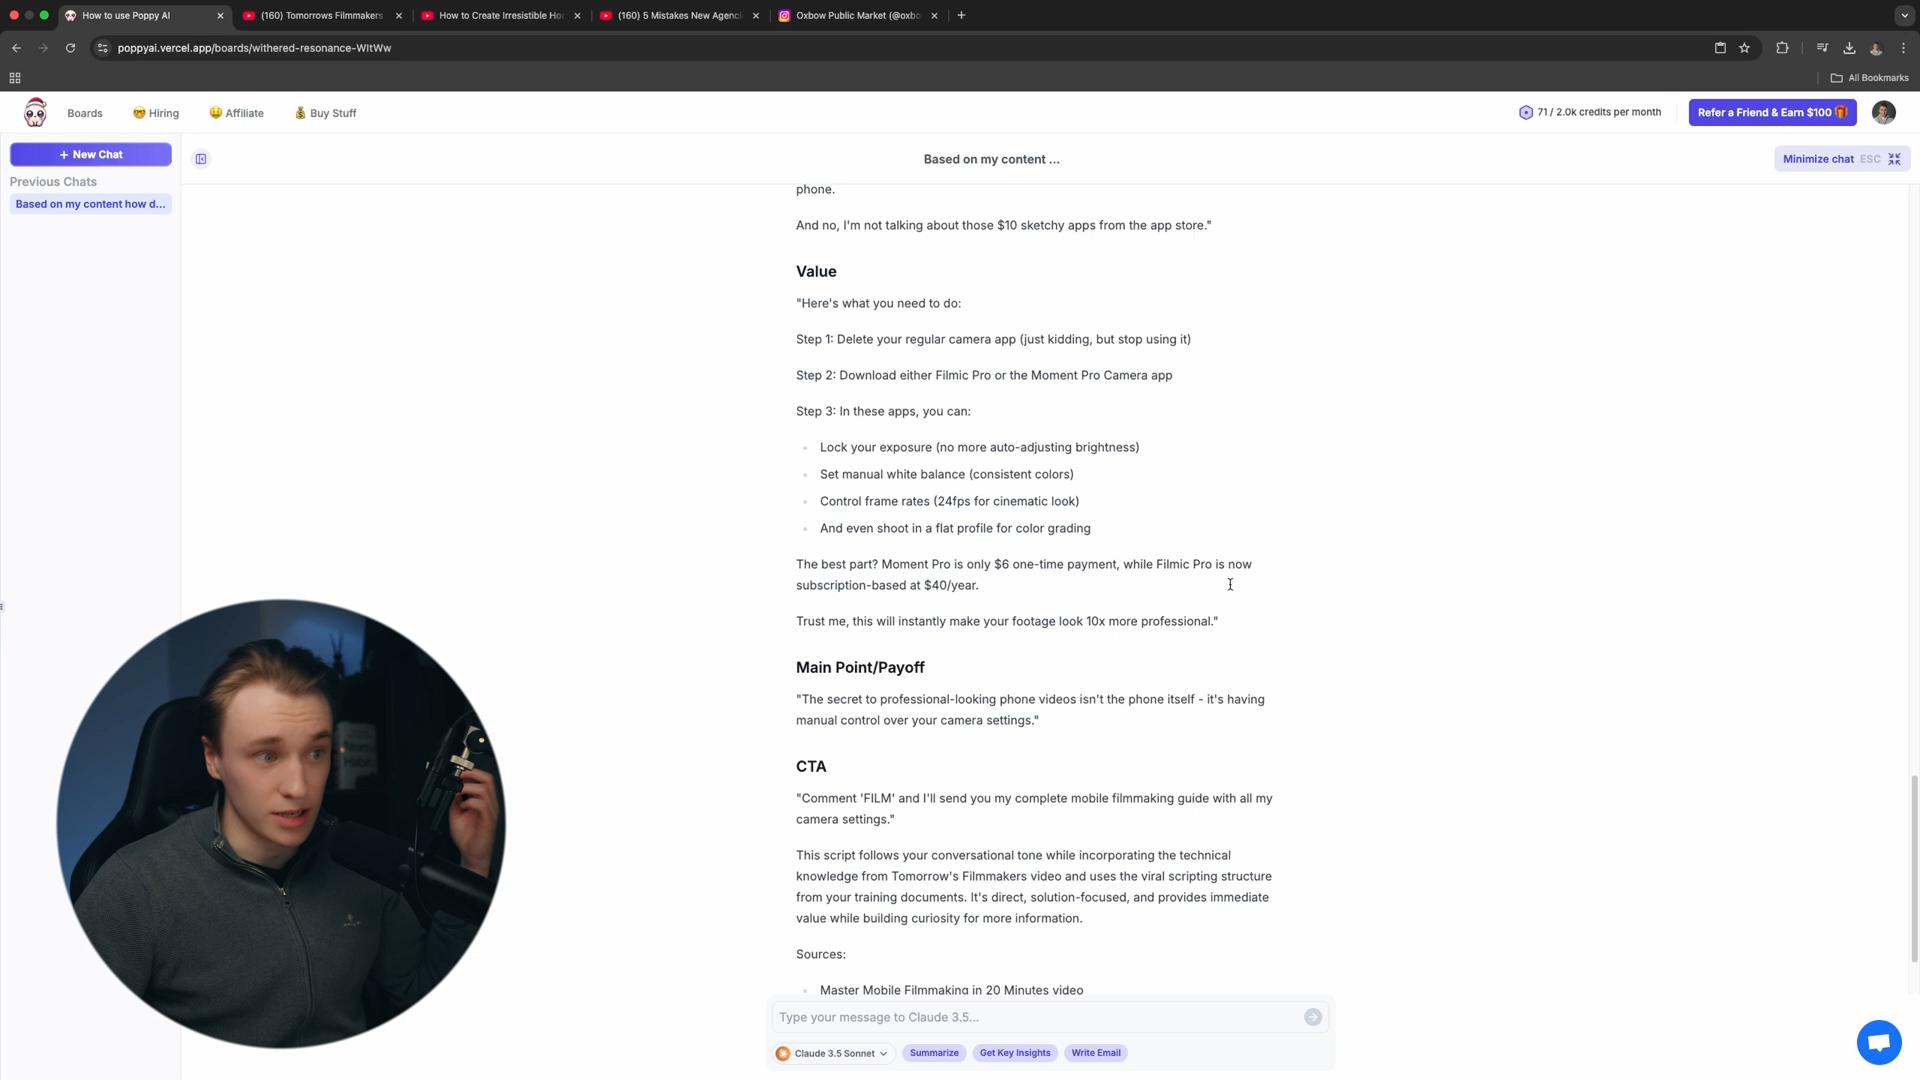 How to use Poppy AI
(160) Tomorrows Filmmakers
How to Create Irresistible Ho
(160) 5 Mistakes New Agenc
Oxbow Public Market (@oxbo
poppyai.vercel.app/boards/withered-resonance-WltWw
All Bookmarks
Boards
Hiring
Affiliate
Buy Stuff
71 / 2.0k credits per month
Refer a Friend & Earn $100
+ New Chat
Previous Chats
Based on my content how d...
Based on my content ...
Minimize chat ESC
phone.
And no, I'm not talking about those $10 sketchy apps from the app store."
Value
"Here's what you need to do:
Step 1: Delete your regular camera app (just kidding, but stop using it)
Step 2: Download either Filmic Pro or the Moment Pro Camera app
Step 3: In these apps, you can:
Lock your exposure (no more auto-adjusting brightness)
Set manual white balance (consistent colors)
Control frame rates (24fps for cinematic look)
And even shoot in a flat profile for color grading
The best part? Moment Pro is only $6 one-time payment, while Filmic Pro is now
subscription-based at $40/year.
Trust me, this will instantly make your footage look 10x more professional."
Main Point/Payoff
"The secret to professional-looking phone videos isn't the phone itself - it's having
manual control over your camera settings."
CTA
"Comment 'FILM' and I'll send you my complete mobile filmmaking guide with all my
camera settings."
This script follows your conversational tone while incorporating the technical
knowledge from Tomorrow's Filmmakers video and uses the viral scripting structure
from your training documents. It's direct, solution-focused, and provides immediate
value while building curiosity for more information.
Sources:
Master Mobile Filmmaking in 20 Minutes video
Type your message to Claude 3.5...
Claude 3.5 Sonnet
Summarize
Get Key Insights
Write Email